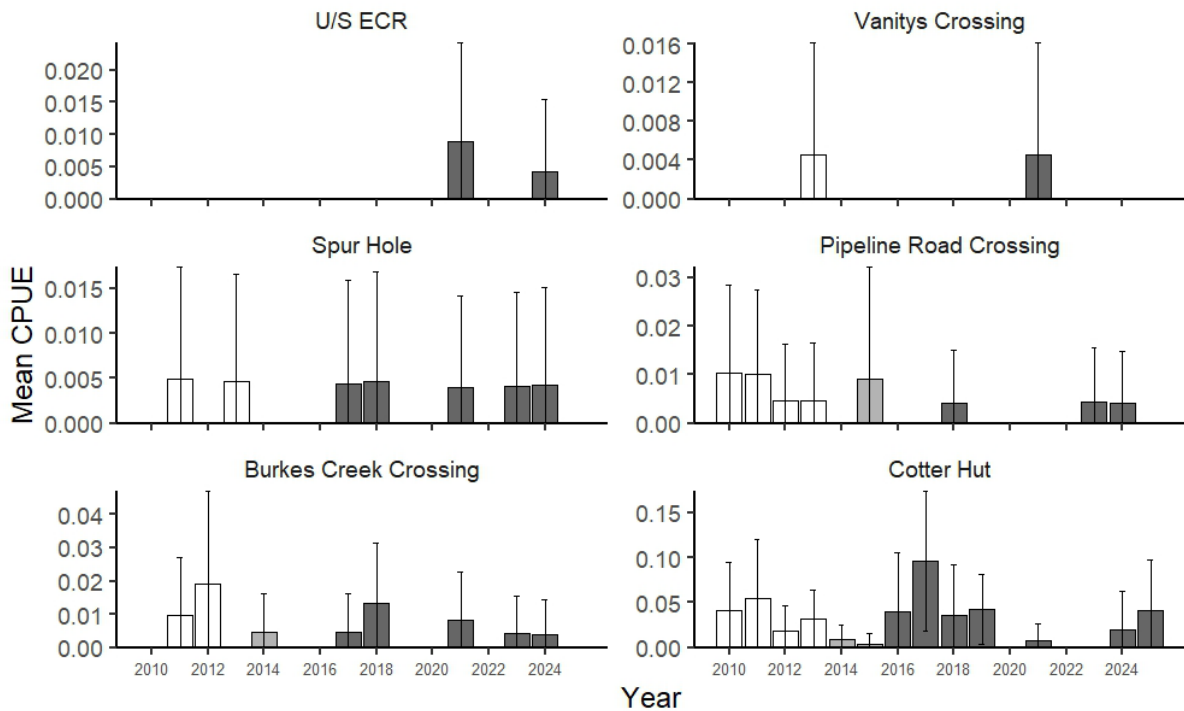 U/S ECR
Vanitys Crossing
0.020
0.015
0.010
0.005
0.000
0.016
0.012
0.008
0.004
0.000
Spur Hole
Pipeline Road Crossing
Mean CPUE
0.015
0.010
0.005
0.000
0.03
0.02
0.01
0.00
Burkes Creek Crossing
Cotter Hut
0.04
0.03
0.02
0.01
0.00
0.15
0.10
0.05
0.00
2010 2012 2014 2016 2018 2020 2022 2024
2010 2012 2014 2016 2018 2020 2022 2024
Year